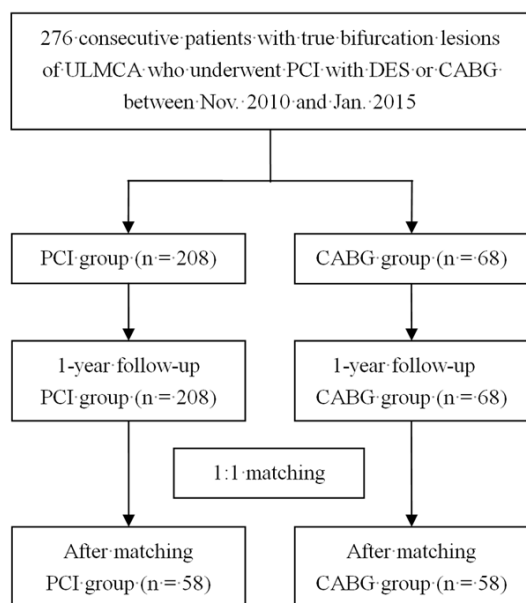 276 consecutive patients with true bifurcation lesions
of ULMCA who underwent PCI with DES or CABG
between Nov. 2010 and Jan. 2015
PCI group (n = 208)
CABG group (n = 68)
1-year follow-up
PCI group (n = 208)
1-year follow-up
CABG group (n = 68)
1:1 matching
After matching
PCI group (n = 58)
After matching
CABG group (n = 58)